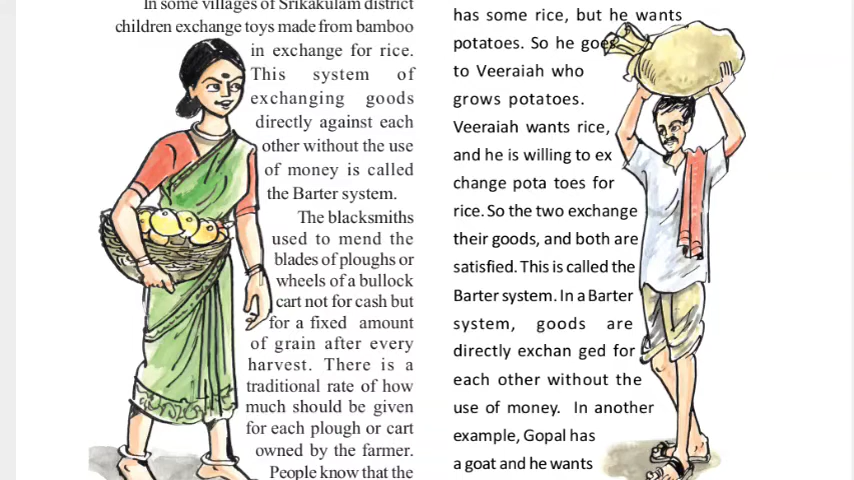 In some villages of Srikakulam district
children exchange toys made from bamboo
in exchange for rice.
This system of
exchanging goods
directly against each
other without the use
of money is called
the Barter system.
The blacksmiths
used to mend the
blades of ploughs or
wheels of a bullock
cart not for cash but
for a fixed amount
of grain after every
harvest. There is a
traditional rate of how
much should be given
for each plough or cart
owned by the farmer.
People know that the
has some rice, but he wants
potatoes. So he goes
to Veeraiah who
grows potatoes.
Veeraiah wants rice,
and he is willing to ex
change pota toes for
rice. So the two exchange
their goods, and both are
satisfied. This is called the
Barter system. In a Barter
system, goods are
directly exchan ged for
each other without the
use of money. In another
example, Gopal has
a goat and he wants